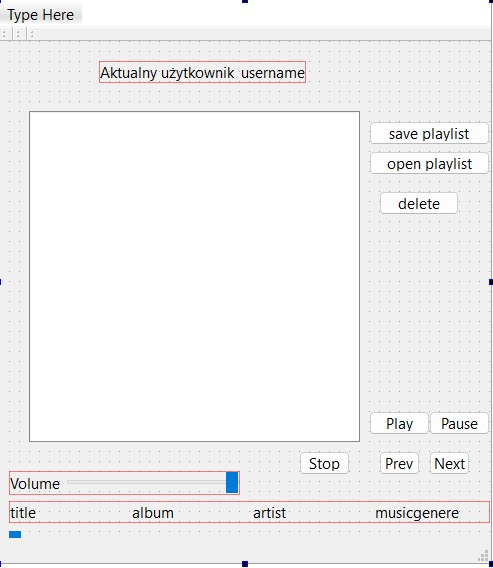 Type Here
Aktualny użytkownik username
save playlist
open playlist
delete
Play Pause
Stop Prev Next
Volume
title album artist musicgenere